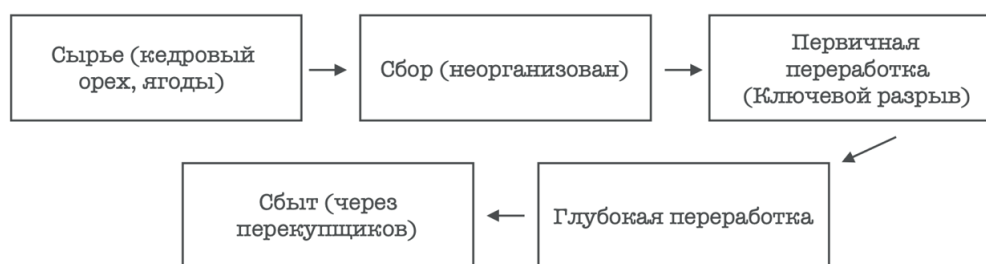 Сырье (кедровый
орех, ягоды)
Сбор (неорганизован)
Первичная
переработка
(Ключевой разрыв)
Глубокая переработка
Сбыт (через
перекупщиков)